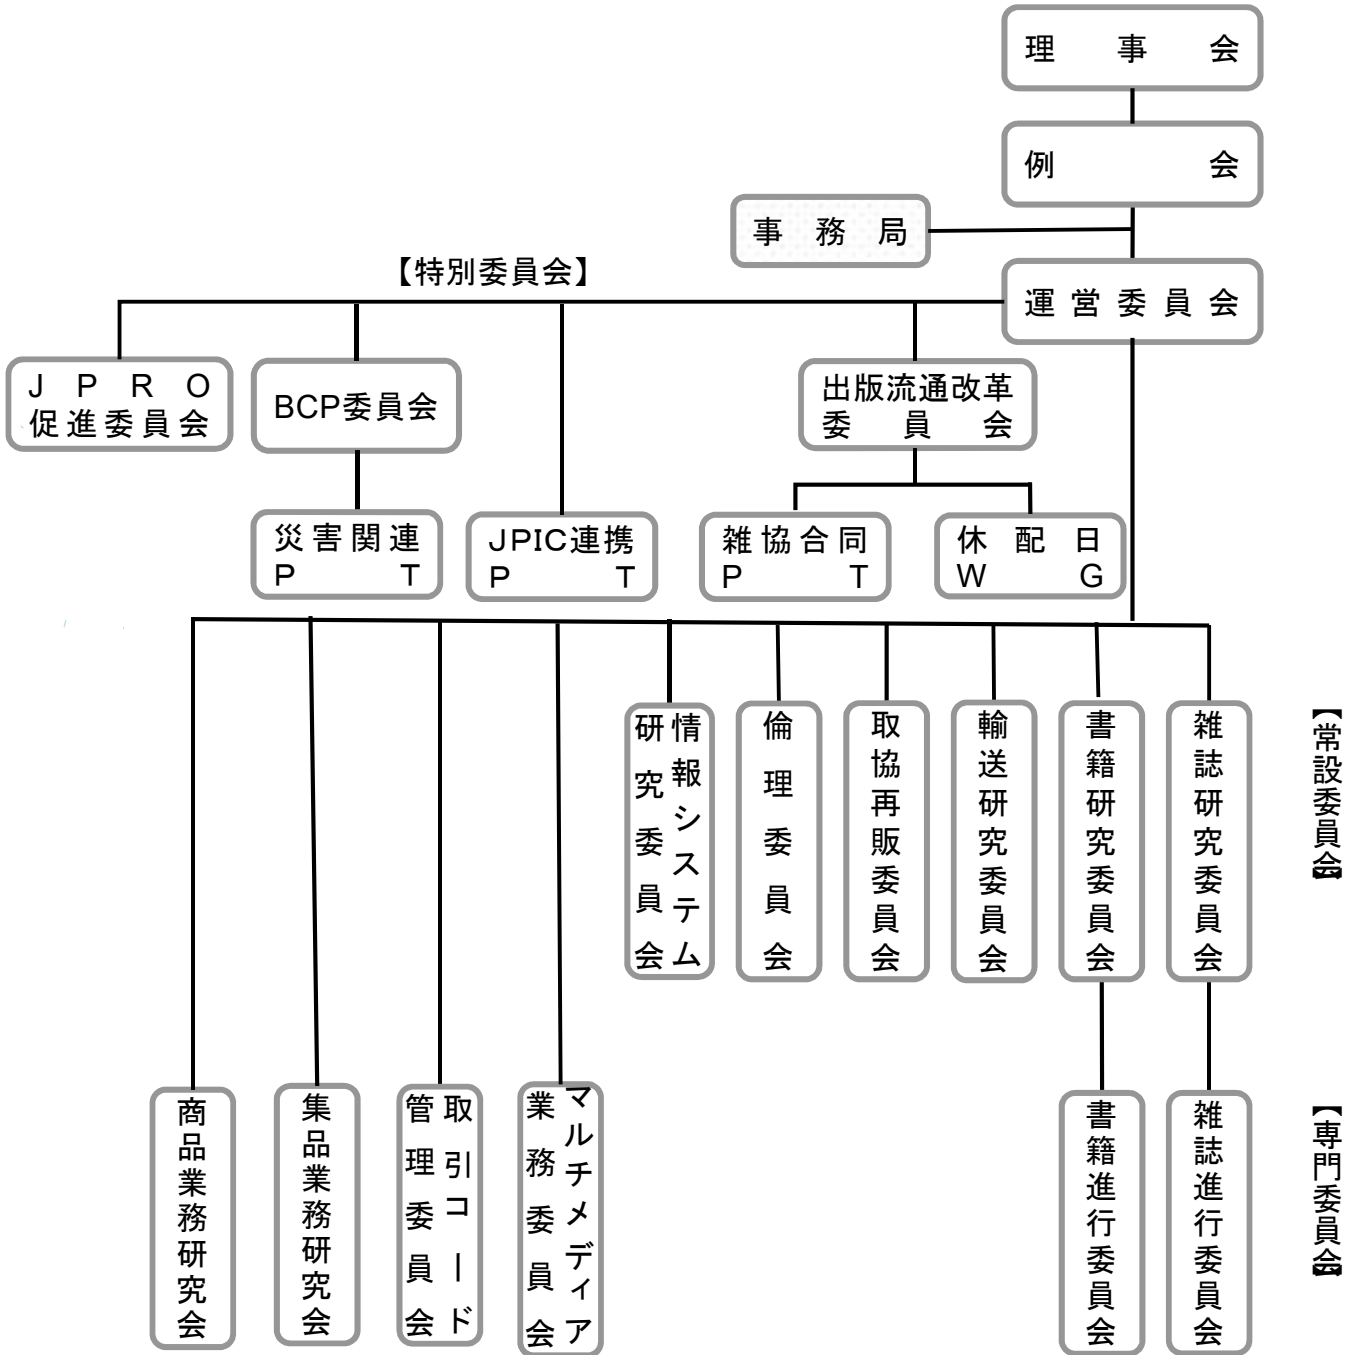 理事会
例会
事務局
【特別委員会】
運営委員会
JPRO
促進委員会
BCP委員会
出版流通改革
委員会
災害関連
PT
JPIC連携
PT
雑協合同
PT
休配日
WG
【常設委員会】
雑誌研究委員会
書籍研究委員会
輸送研究委員会
取協再販委員会
倫理委員会
情報システム
研究委員会
【専門委員会】
雑誌進行委員会
書籍進行委員会
マルチメディア
業務委員会
取引コード
管理委員会
集品業務研究会
商品業務研究会